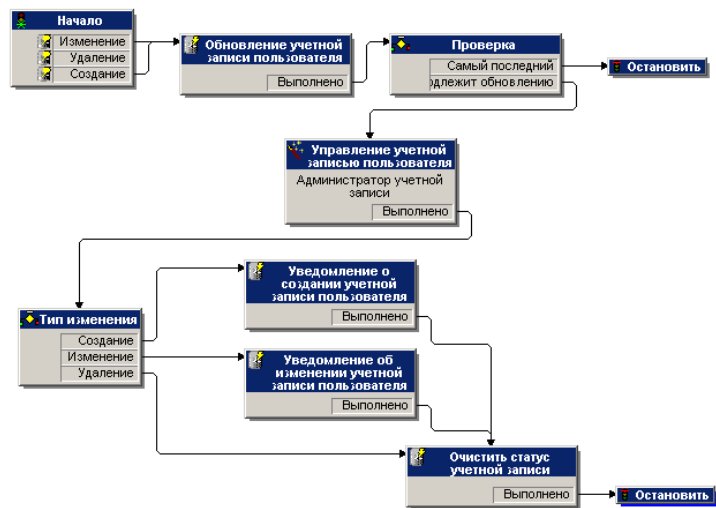 Начало
Изменение
Удаление
Создание
Обновление учетной
записи пользователя
Выполнено
Проверка
Самый последний
одлежит обновлению
Остановить
Управление учетной
записью пользователя
Администратор учетной
записи
Выполнено
Тип изменения
Создание
Изменение
Удаление
Уведомление о
создании учетной
записи пользователя
Выполнено
Уведомление об
изменении учетной
записи пользователя
Выполнено
Очистить статус
учетной записи
Выполнено
Остановить